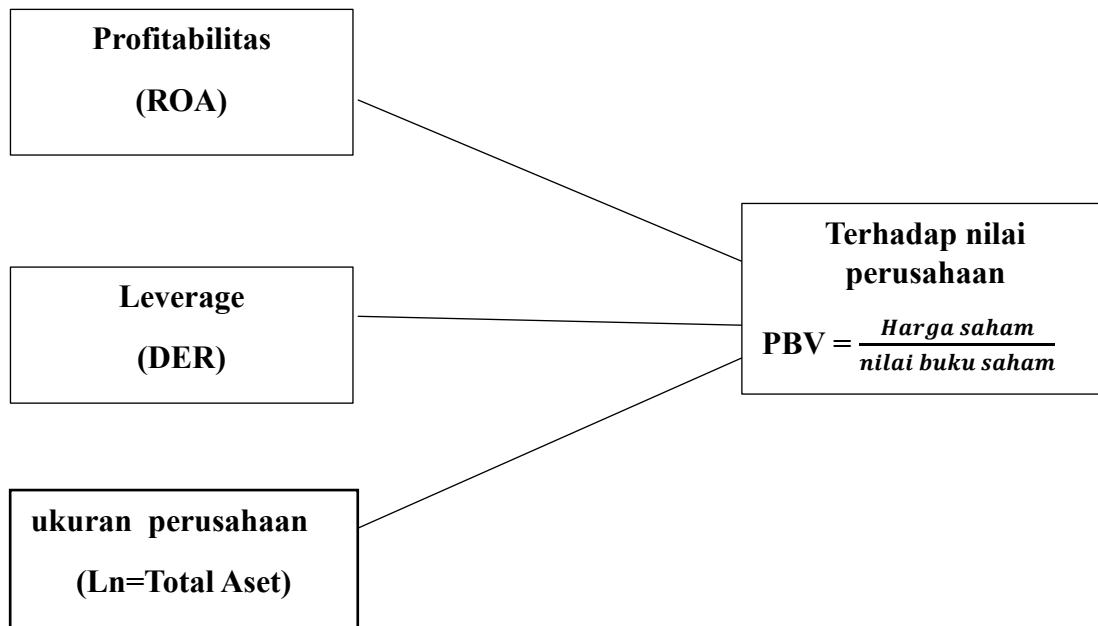 Profitabilitas
(ROA)
Leverage
(DER)
ukuran perusahaan
(Ln=Total Aset)
Terhadap nilai
perusahaan
PBV = Harga saham
nilai buku saham